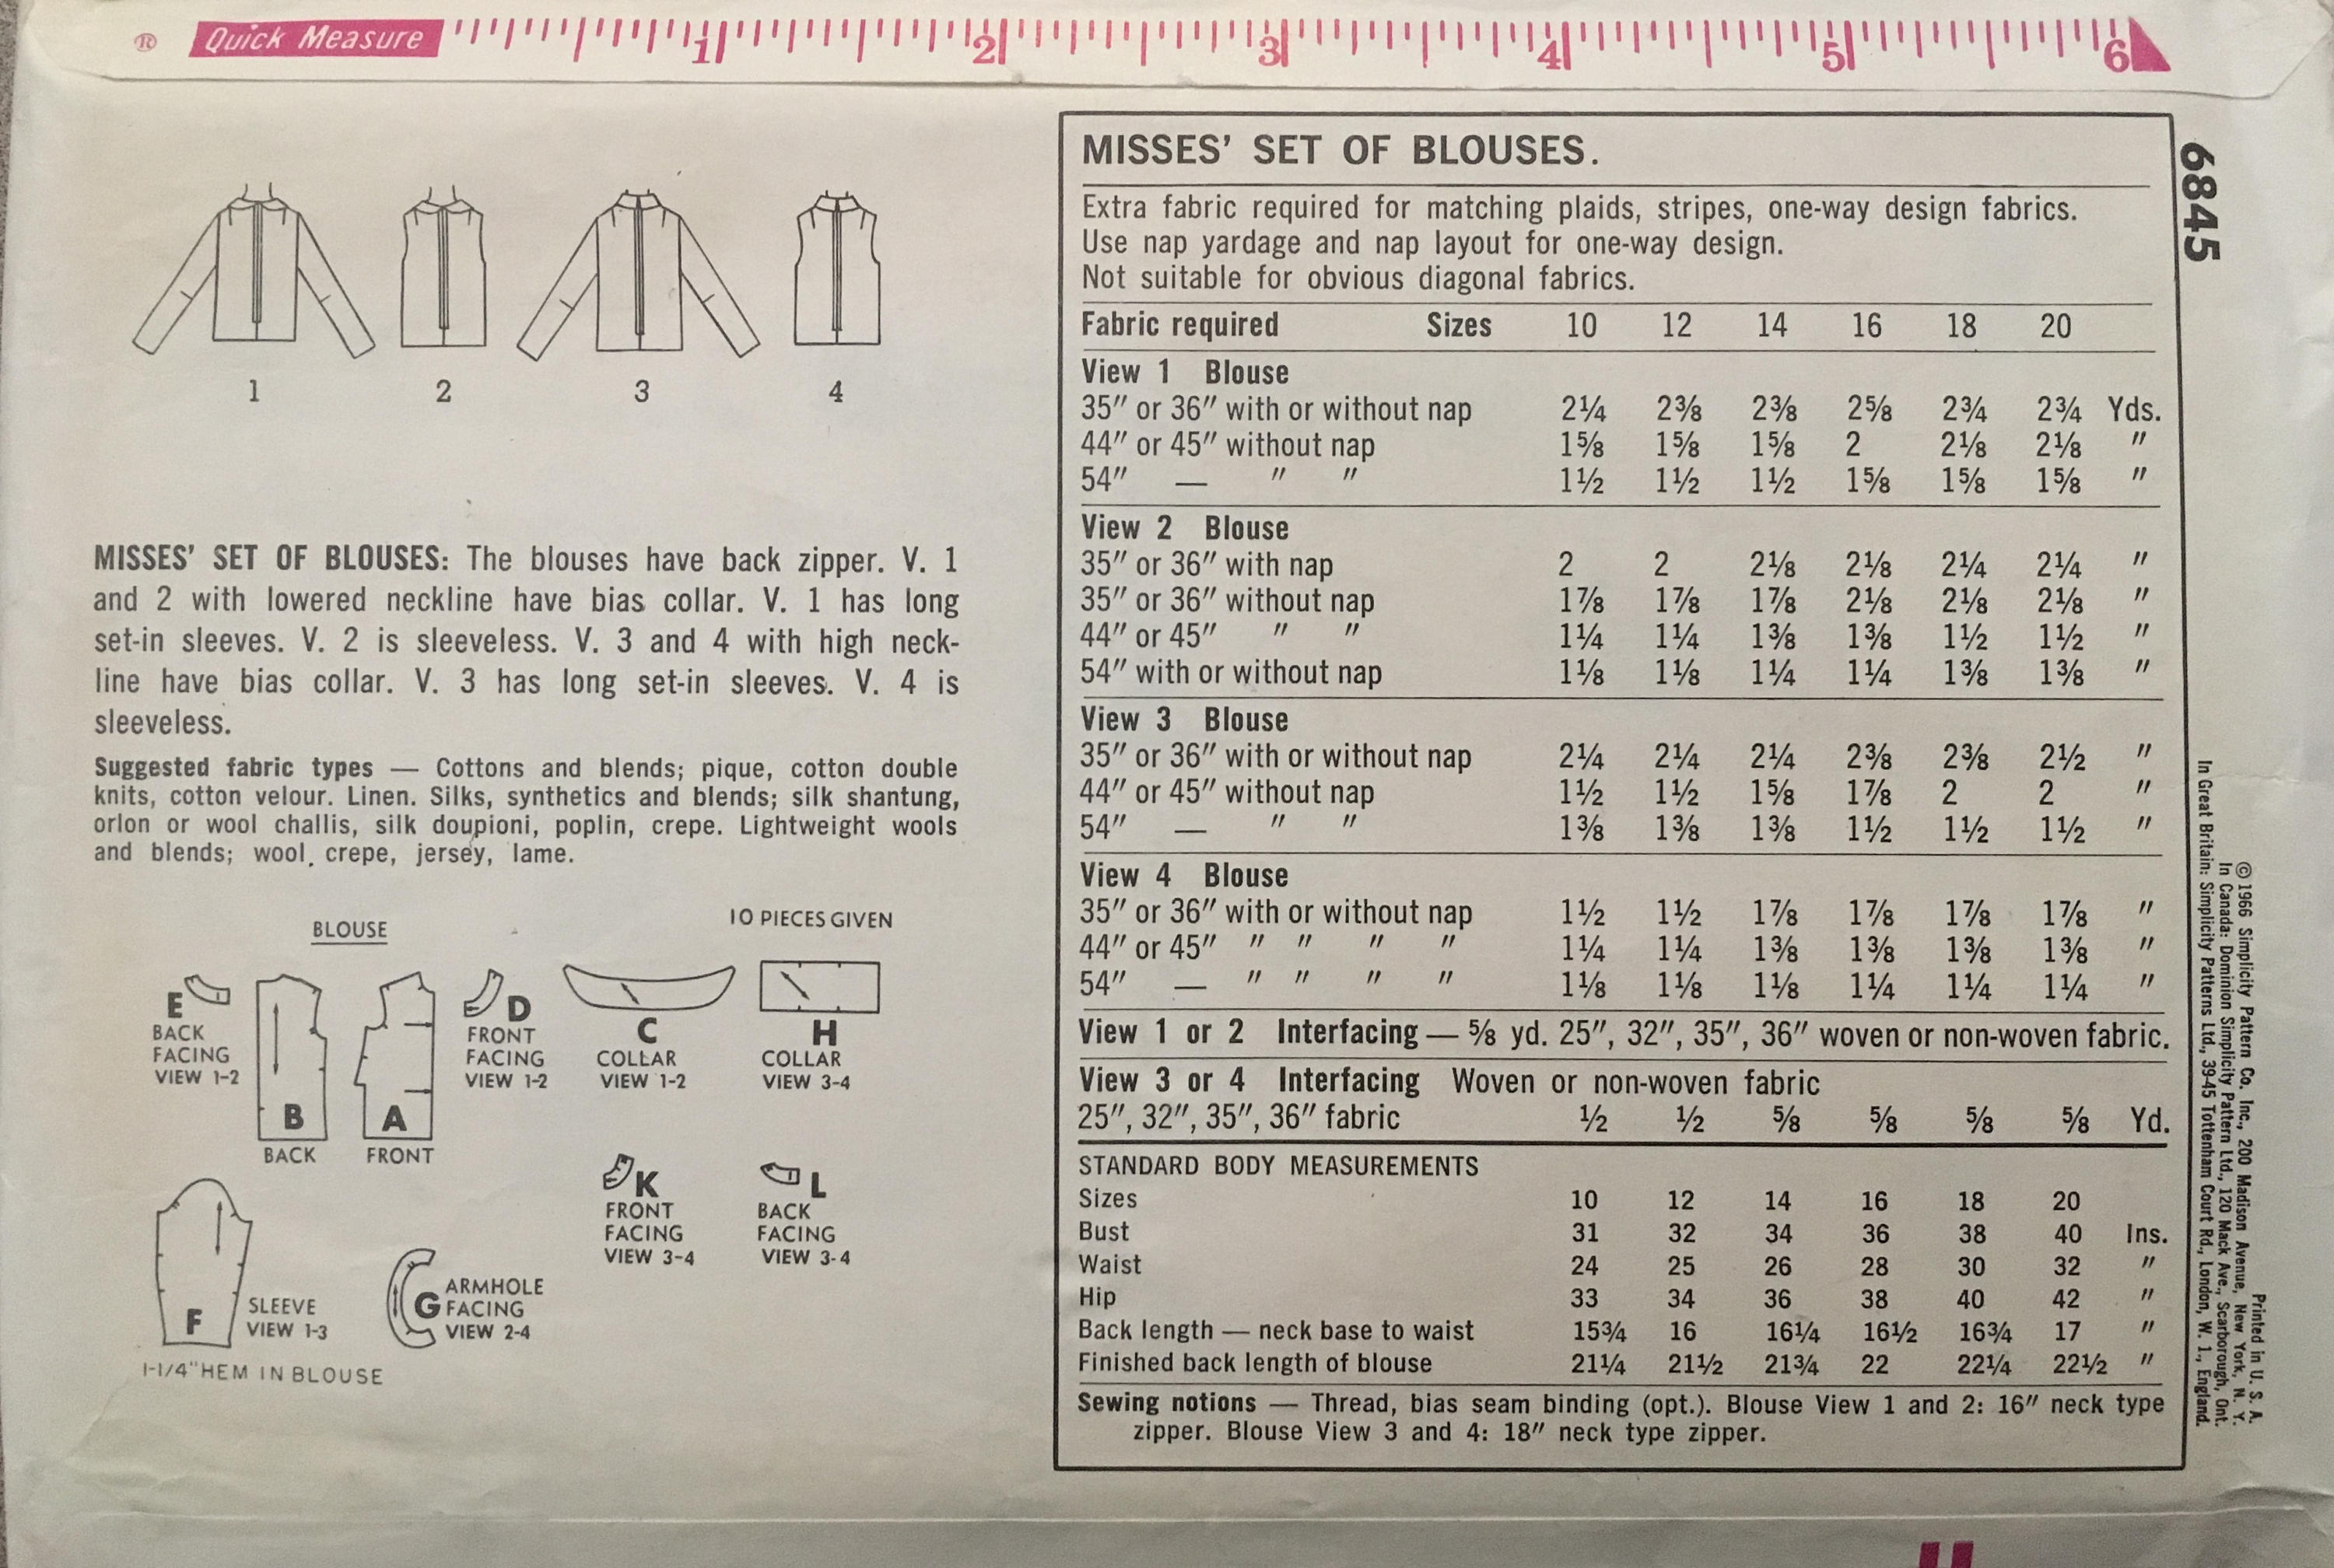 ® Quick Measure 1 2 3 4 5 6
1 2 3 4
MISSES' SET OF BLOUSES: The blouses have back zipper. V. 1
and 2 with lowered neckline have bias collar. V. 1 has long
set-in sleeves. V. 2 is sleeveless. V. 3 and 4 with high neck-
line have bias collar. V. 3 has long set-in sleeves. V. 4 is
sleeveless.
Suggested fabric types — Cottons and blends; pique, cotton double
knits, cotton velour. Linen. Silks, synthetics and blends; silk shantung,
orlon or wool challis, silk doupioni, poplin, crepe. Lightweight wools
and blends; wool crepe, jersey, lame.
BLOUSE
10 PIECES GIVEN
E
BACK
FACING
VIEW 1-2
B
BACK
A
FRONT
D
FRONT
FACING
VIEW 1-2
C
COLLAR
VIEW 1-2
H
COLLAR
VIEW 3-4
F
SLEEVE
VIEW 1-3
G
ARMHOLE
FACING
VIEW 2-4
K
FRONT
FACING
VIEW 3-4
L
BACK
FACING
VIEW 3-4
1-1/4" HEM IN BLOUSE
MISSES' SET OF BLOUSES.
Extra fabric required for matching plaids, stripes, one-way design fabrics.
Use nap yardage and nap layout for one-way design.
Not suitable for obvious diagonal fabrics.
Fabric required Sizes 10 12 14 16 18 20
View 1 Blouse
35" or 36" with or without nap 2¼ 2⅜ 2⅜ 2⅝ 2¾ 2¾ Yds.
44" or 45" without nap 1⅝ 1⅝ 1⅝ 2 2⅛ 2⅛ "
54" — " " 1½ 1½ 1½ 1⅝ 1⅝ 1⅝ "
View 2 Blouse
35" or 36" with nap 2 2 2⅛ 2⅛ 2¼ 2¼ "
35" or 36" without nap 1⅞ 1⅞ 1⅞ 2⅛ 2⅛ 2⅛ "
44" or 45" " " 1¼ 1¼ 1⅜ 1⅜ 1½ 1½ "
54" with or without nap 1⅛ 1⅛ 1¼ 1¼ 1⅜ 1⅜ "
View 3 Blouse
35" or 36" with or without nap 2¼ 2¼ 2¼ 2⅜ 2⅜ 2½ "
44" or 45" without nap 1½ 1½ 1⅝ 1⅞ 2 2 "
54" — " " 1⅜ 1⅜ 1⅜ 1½ 1½ 1½ "
View 4 Blouse
35" or 36" with or without nap 1½ 1½ 1⅞ 1⅞ 1⅞ 1⅞ "
44" or 45" " " " " 1¼ 1¼ 1⅜ 1⅜ 1⅜ 1⅜ "
54" — " " " " 1⅛ 1⅛ 1⅛ 1¼ 1¼ 1¼ "
View 1 or 2 Interfacing — ⅝ yd. 25", 32", 35", 36" woven or non-woven fabric.
View 3 or 4 Interfacing Woven or non-woven fabric
25", 32", 35", 36" fabric ½ ½ ⅝ ⅝ ⅝ ⅝ Yd.
STANDARD BODY MEASUREMENTS
Sizes 10 12 14 16 18 20
Bust 31 32 34 36 38 40 Ins.
Waist 24 25 26 28 30 32 "
Hip 33 34 36 38 40 42 "
Back length — neck base to waist 15¾ 16 16¼ 16½ 16¾ 17 "
Finished back length of blouse 21¼ 21½ 21¾ 22 22¼ 22½ "
Sewing notions — Thread, bias seam binding (opt.). Blouse View 1 and 2: 16" neck type
zipper. Blouse View 3 and 4: 18" neck type zipper.
6845
Printed in U. S. A.
©1966 Simplicity Pattern Co. Inc., 200 Madison Avenue, New York, N. Y.
In Canada: Dominion Simplicity Pattern Ltd., 120 Mack Ave., Scarborough, Ont.
In Great Britain: Simplicity Patterns Ltd., 39-45 Tottenham Court Rd., London, W. 1., England.